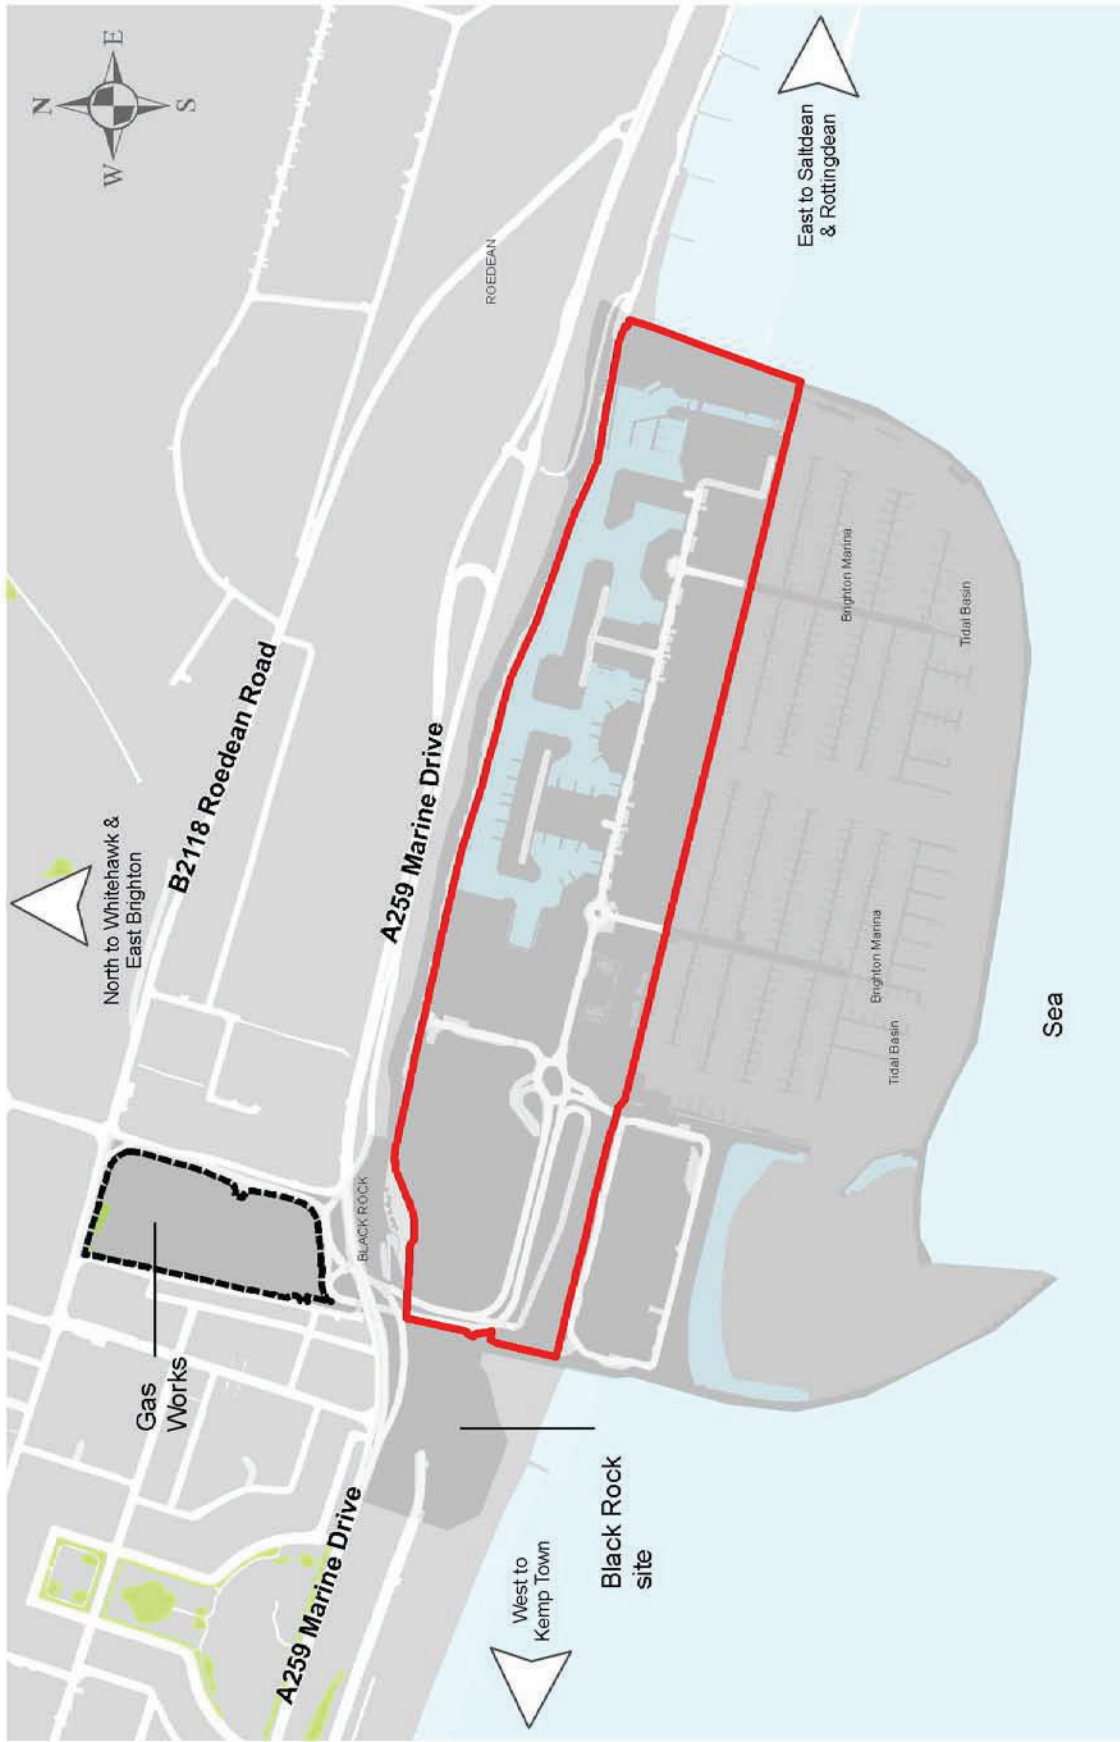 N
E
S
W
North to Whitehawk &
East Brighton
B2118 Roedean Road
A259 Marine Drive
ROEDEAN
East to Saltdean
& Rottingdean
Gas
Works
BLACK ROCK
A259 Marine Drive
West to
Kemp Town
Black Rock
site
Brighton Marina
Tidal Basin
Brighton Marina
Tidal Basin
Sea